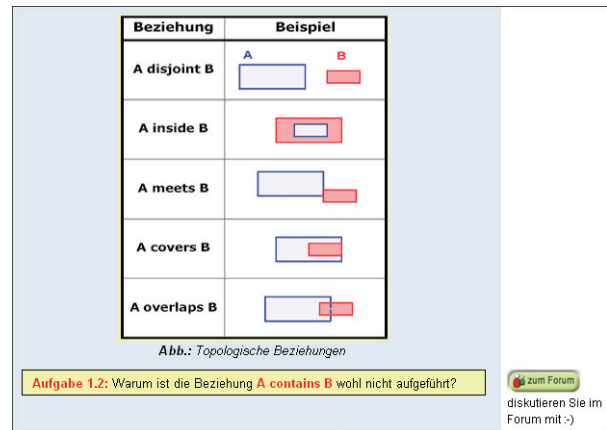 Beziehung Beispiel
A disjoint B A B
A inside B
A meets B
A covers B
A overlaps B
Abb.: Topologische Beziehungen
Aufgabe 1.2: Warum ist die Beziehung A contains B wohl nicht aufgeführt?
zum Forum
diskutieren Sie im
Forum mit :-)